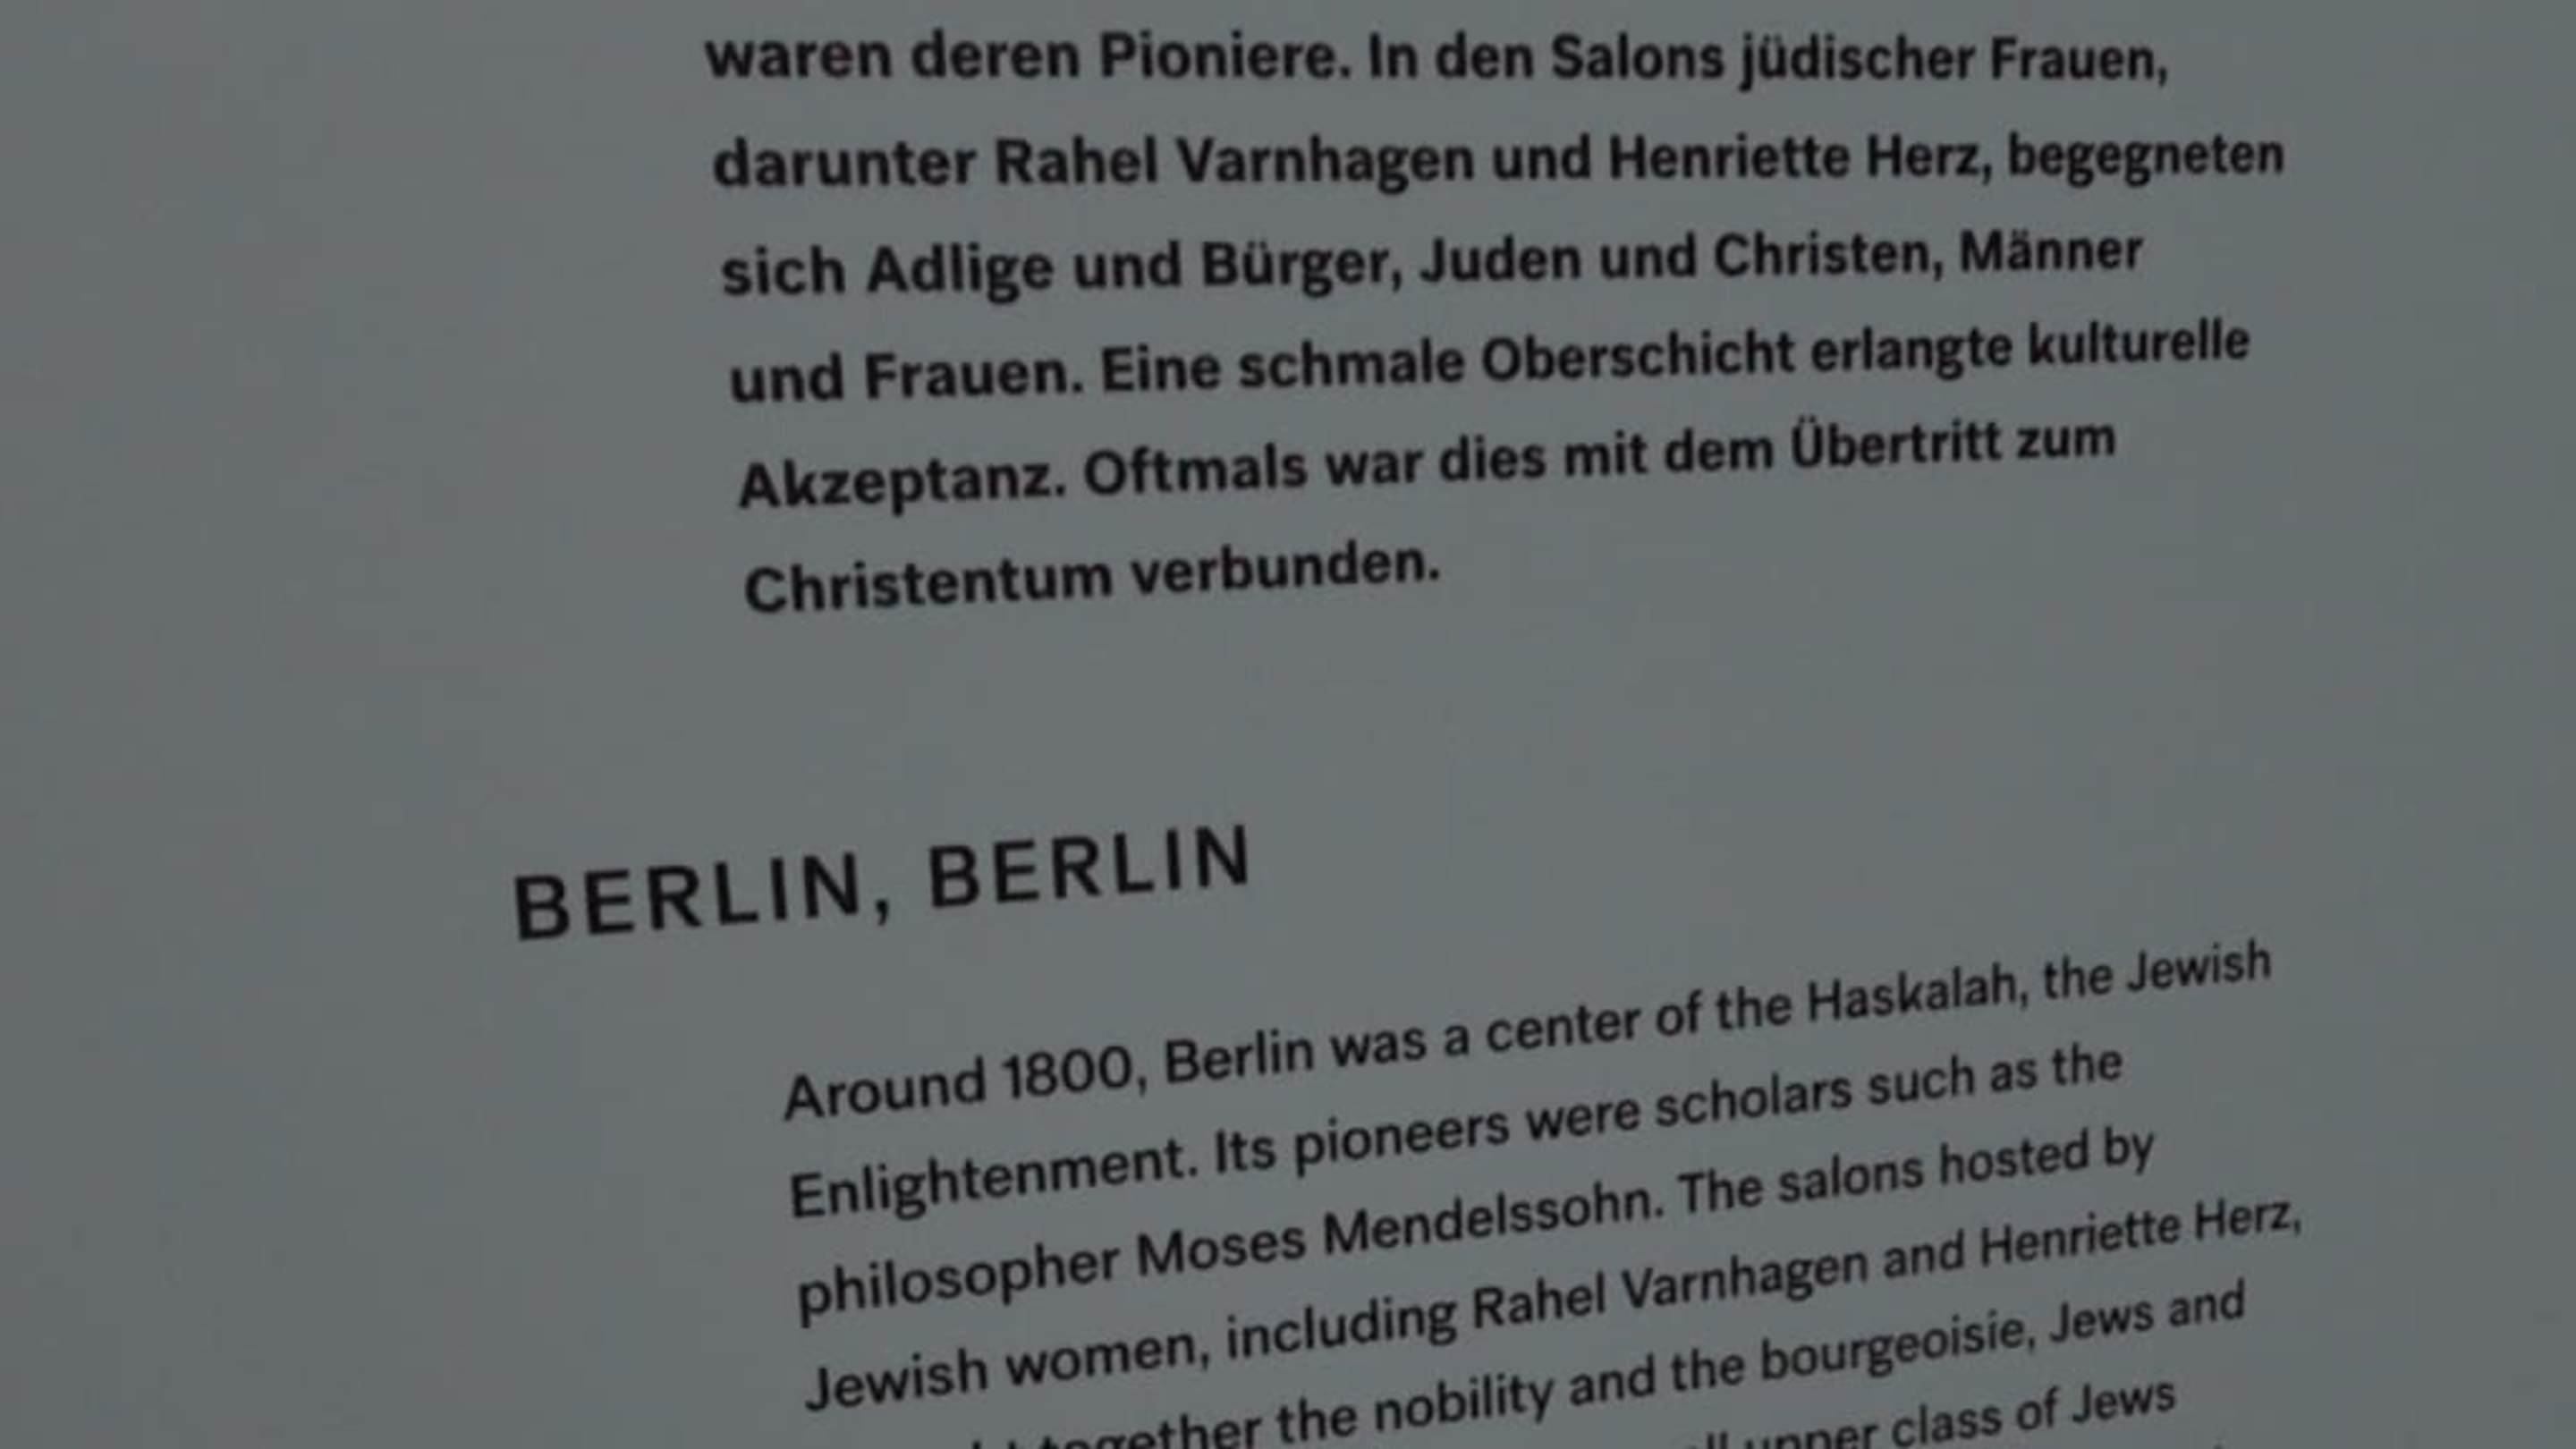 waren deren Pioniere. In den Salons jüdischer Frauen,
darunter Rahel Varnhagen und Henriette Herz, begegneten
sich Adlige und Bürger, Juden und Christen, Männer
und Frauen. Eine schmale Oberschicht erlangte kulturelle
Akzeptanz. Oftmals war dies mit dem Übertritt zum
Christentum verbunden.
BERLIN, BERLIN
Around 1800, Berlin was a center of the Haskalah, the Jewish
Enlightenment. Its pioneers were scholars such as the
philosopher Moses Mendelssohn. The salons hosted by
Jewish women, including Rahel Varnhagen and Henriette Herz,
together the nobility and the bourgeoisie, Jews and
upper class of Jews